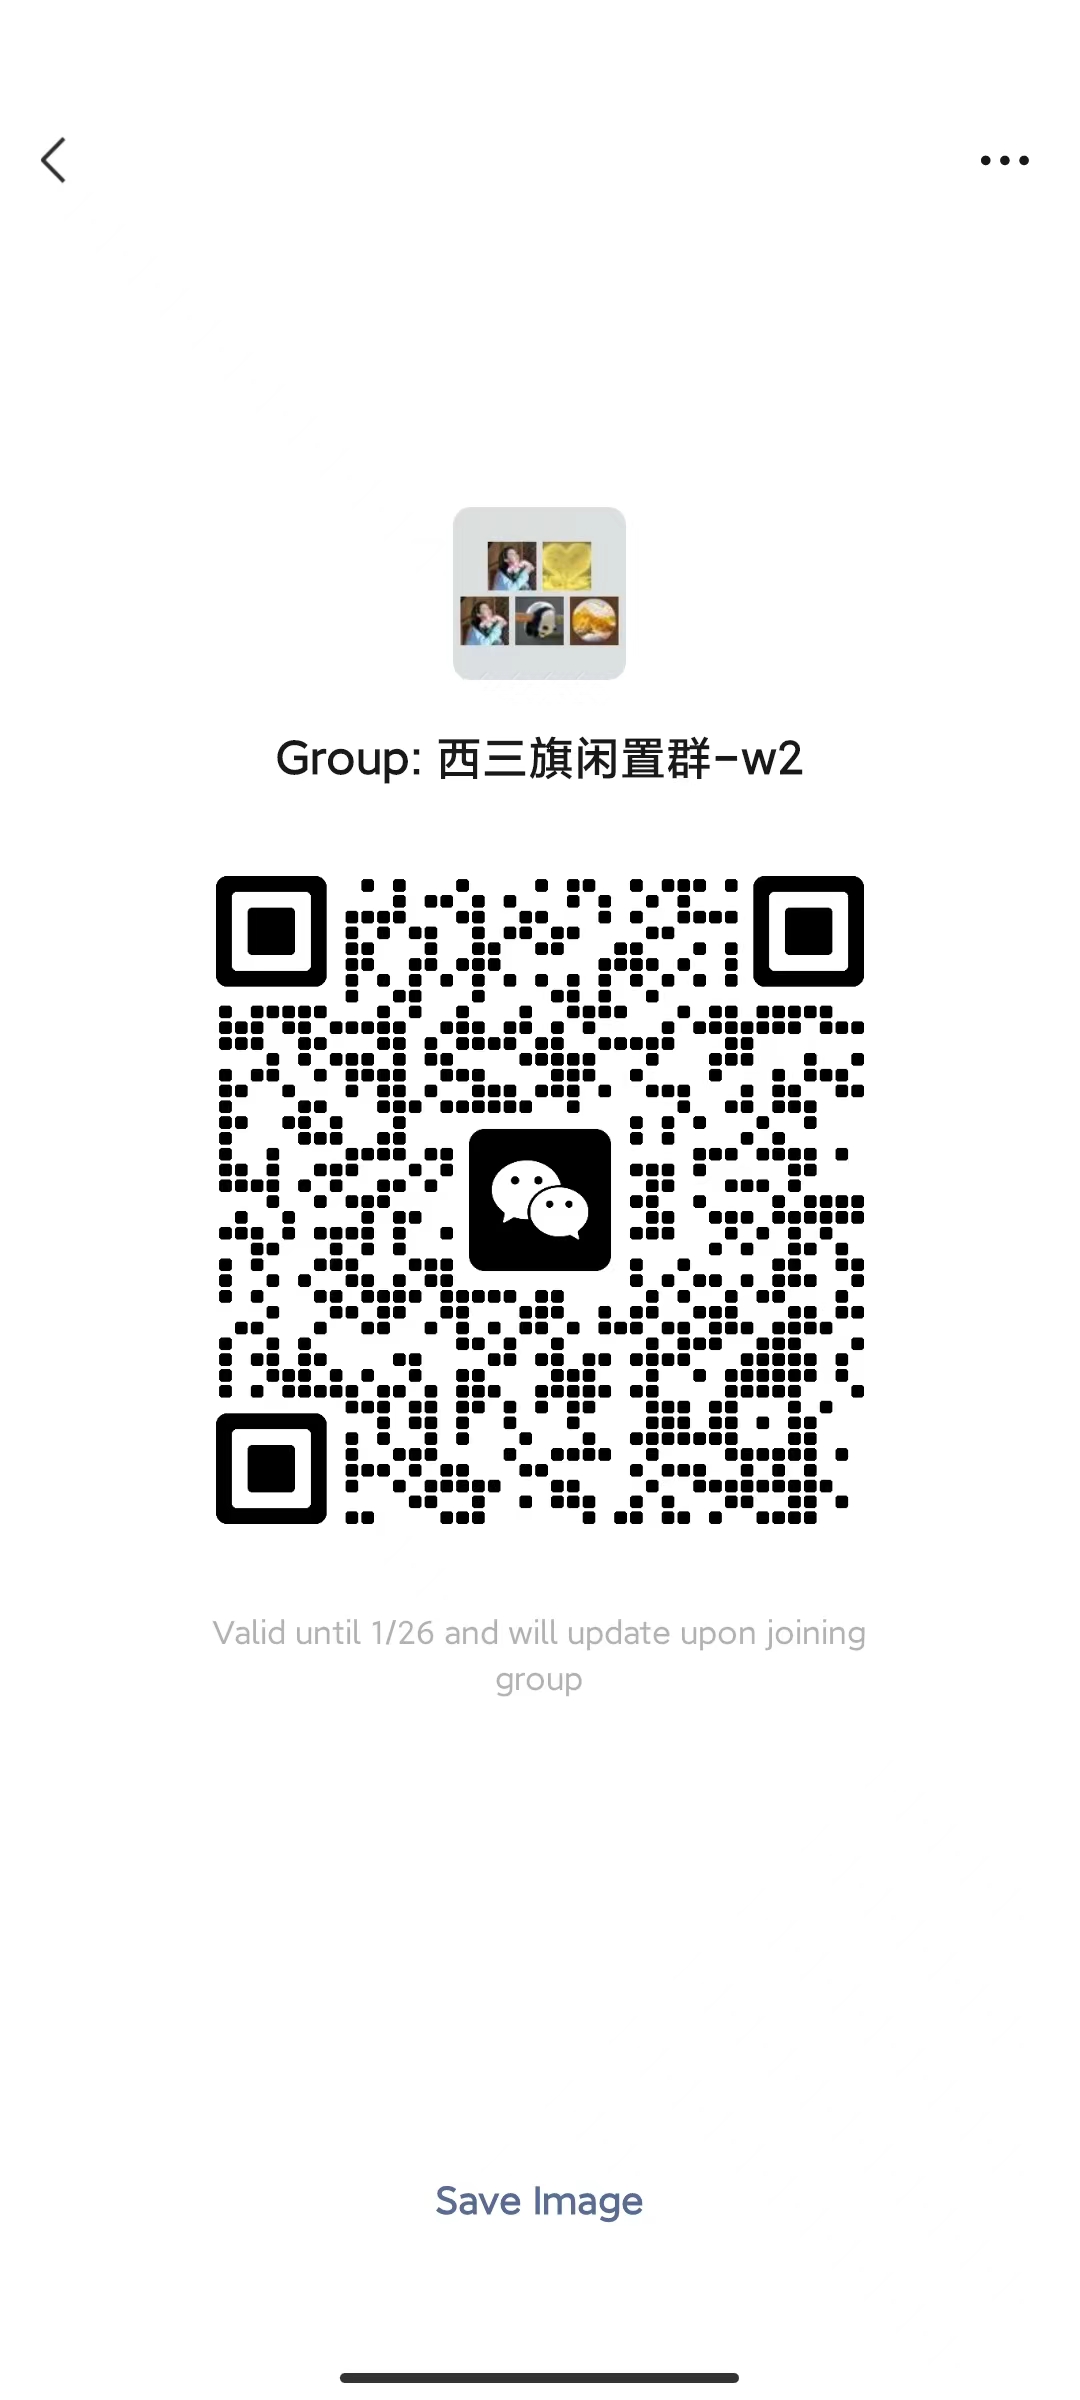 Group: 西三旗闲置群-w2
Valid until 1/26 and will update upon joining
group
Save Image